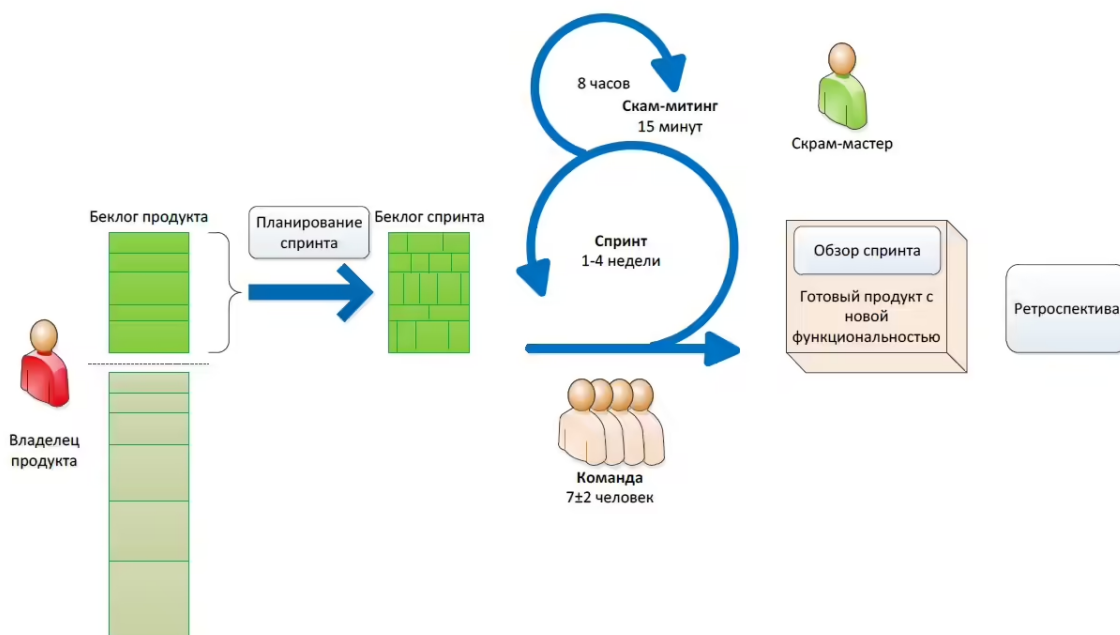 8 часов
Скам-митинг
15 минут
Скрам-мастер
Беклог продукта
Планирование
спринта
Беклог спринта
Спринт
1-4 недели
Обзор спринта
Готовый продукт с
новой
функциональностью
Ретроспектива
Владелец
продукта
Команда
7±2 человек